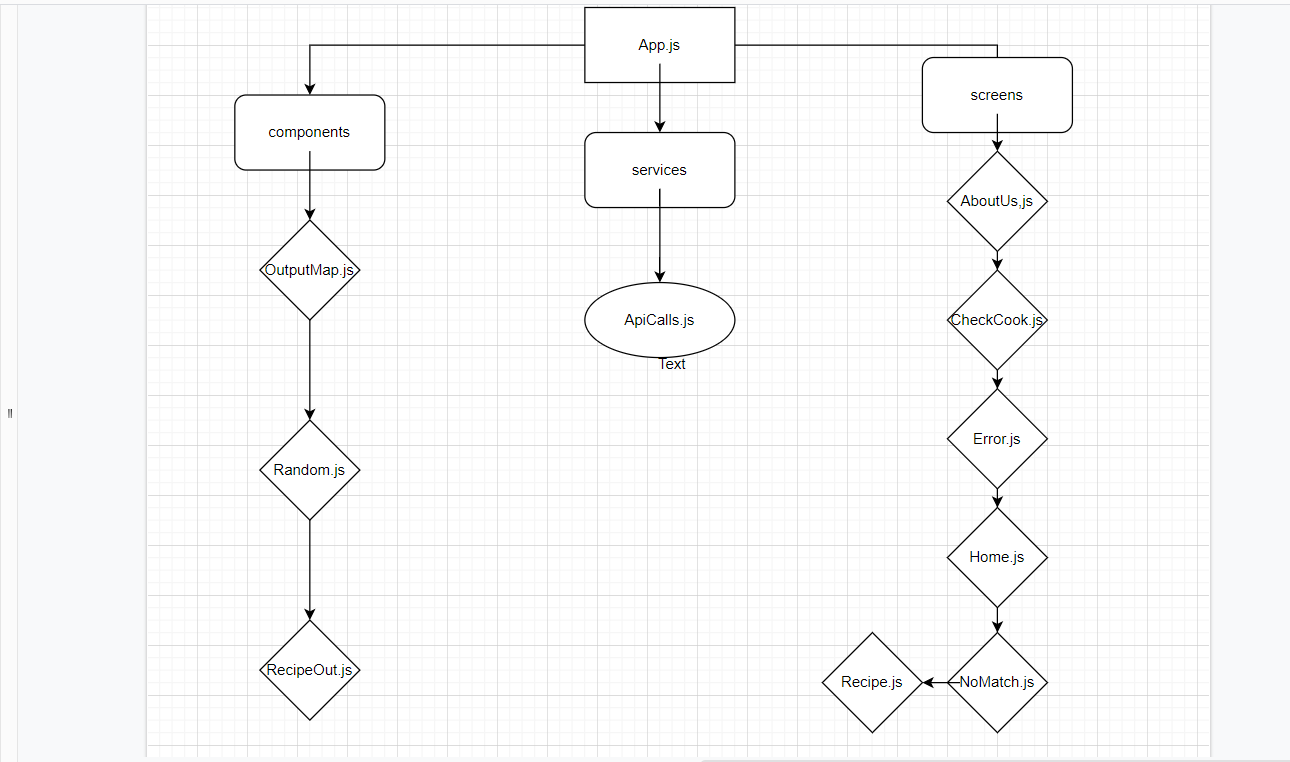 App.js
screens
components
services
AboutUs.js
OutputMap.js
ApiCalls.js
CheckCook.js
Text
Error.js
Random.js
Home.js
RecipeOut.js
Recipe.js
NoMatch.js